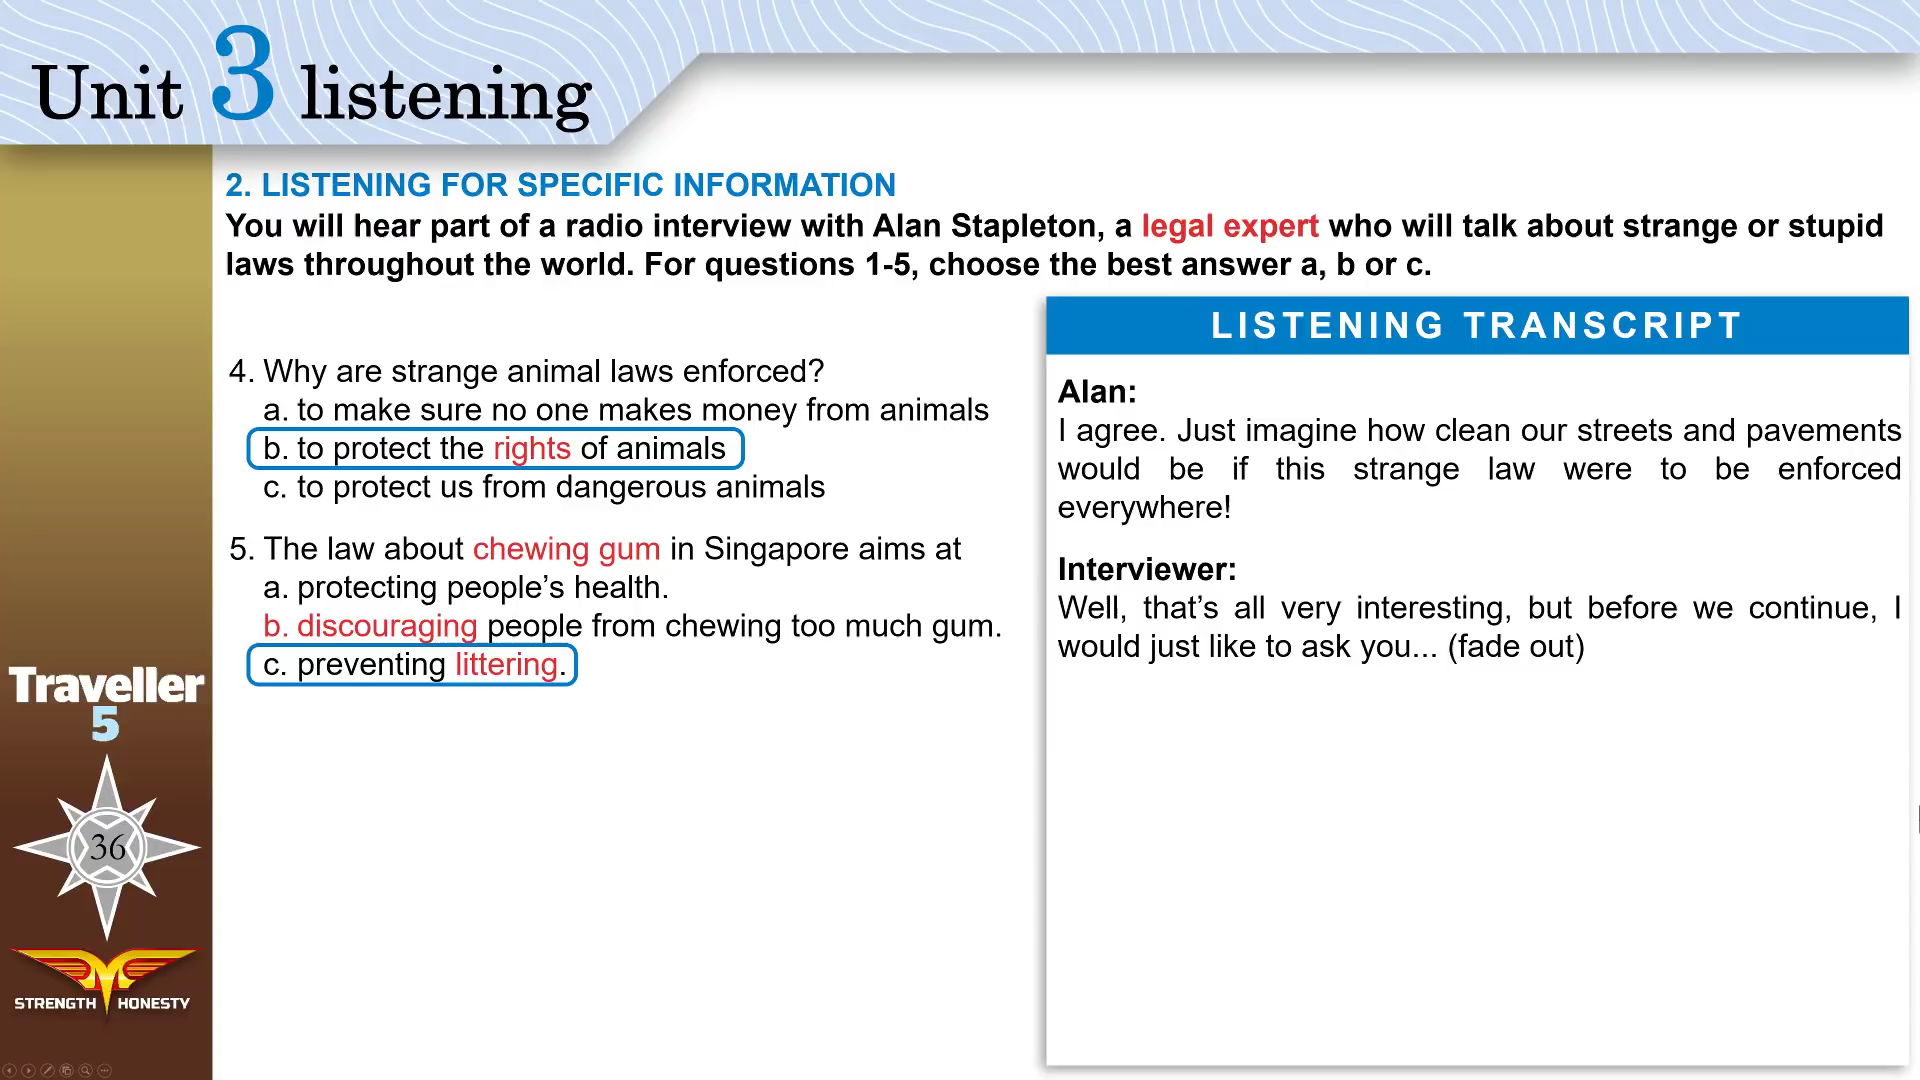 Unit 3 listening
2. LISTENING FOR SPECIFIC INFORMATION
You will hear part of a radio interview with Alan Stapleton, a legal expert who will talk about strange or stupid
laws throughout the world. For questions 1-5, choose the best answer a, b or c.
4. Why are strange animal laws enforced?
a. to make sure no one makes money from animals
b. to protect the rights of animals
c. to protect us from dangerous animals
5. The law about chewing gum in Singapore aims at
a. protecting people’s health.
b. discouraging people from chewing too much gum.
c. preventing littering.
LISTENING TRANSCRIPT
Alan:
I agree. Just imagine how clean our streets and pavements
would be if this strange law were to be enforced
everywhere!
Interviewer:
Well, that’s all very interesting, but before we continue, I
would just like to ask you... (fade out)
Traveller
5
36
STRENGTH HONESTY